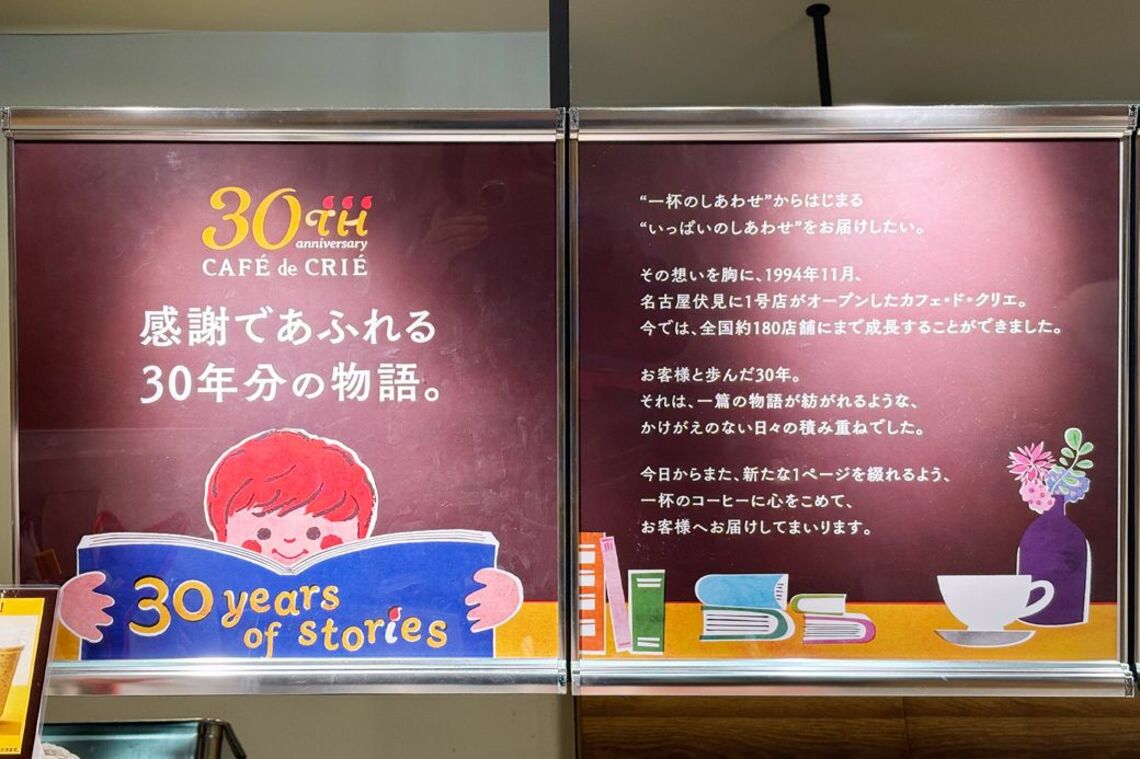 30TH
anniversary
CAFÉ de CRIÉ
感謝であふれる
30年分の物語。
30 years
of stories
“一杯のしあわせ”からはじまる
“いっぱいのしあわせ”をお届けしたい。
その想いを胸に、1994年11月、
名古屋伏見に1号店がオープンしたカフェ・ド・クリエ。
今では、全国約180店舗にまで成長することができました。
お客様と歩んだ30年。
それは、一篇の物語が紡がれるような、
かけがえのない日々の積み重ねでした。
今日からまた、新たな1ページを綴れるよう、
一杯のコーヒーに心をこめて、
お客様へお届けしてまいります。